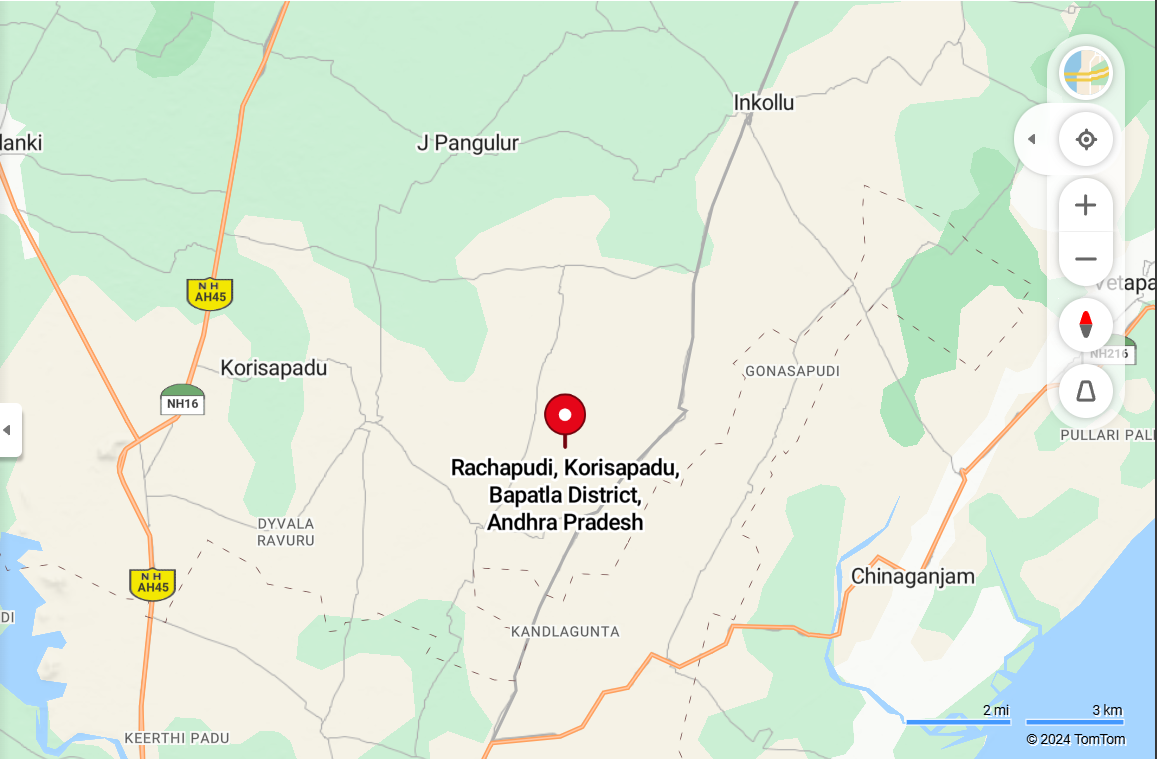 Inkollu
lanki
J Pangulur
Vetapa
N H
AH45
Korisapadu
NH16
GONASAPUDI
NH216
PULLARI PALI
Rachapudi, Korisapadu,
Bapatla District,
Andhra Pradesh
DYVALA
RAVURU
N H
AH45
Chinaganjam
DI
KANDLAGUNTA
2 mi
3 km
KEERTHI PADU
© 2024 TomTom